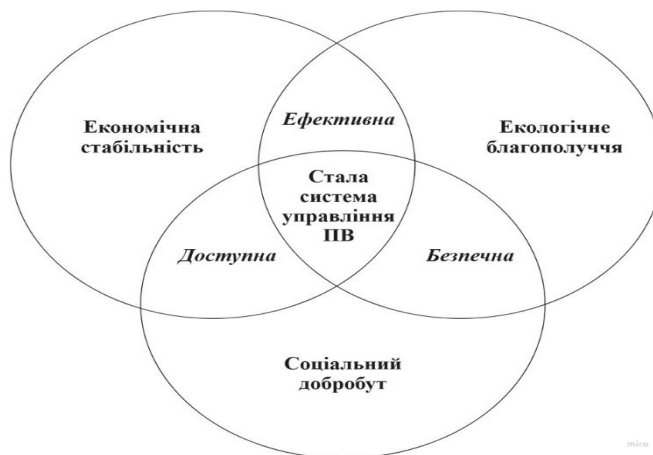 Ефективна
Економічна
стабільність
Екологічне
благополуччя
Стала
система
управління
ПВ
Доступна
Безпечна
Соціальний
добробут
miro